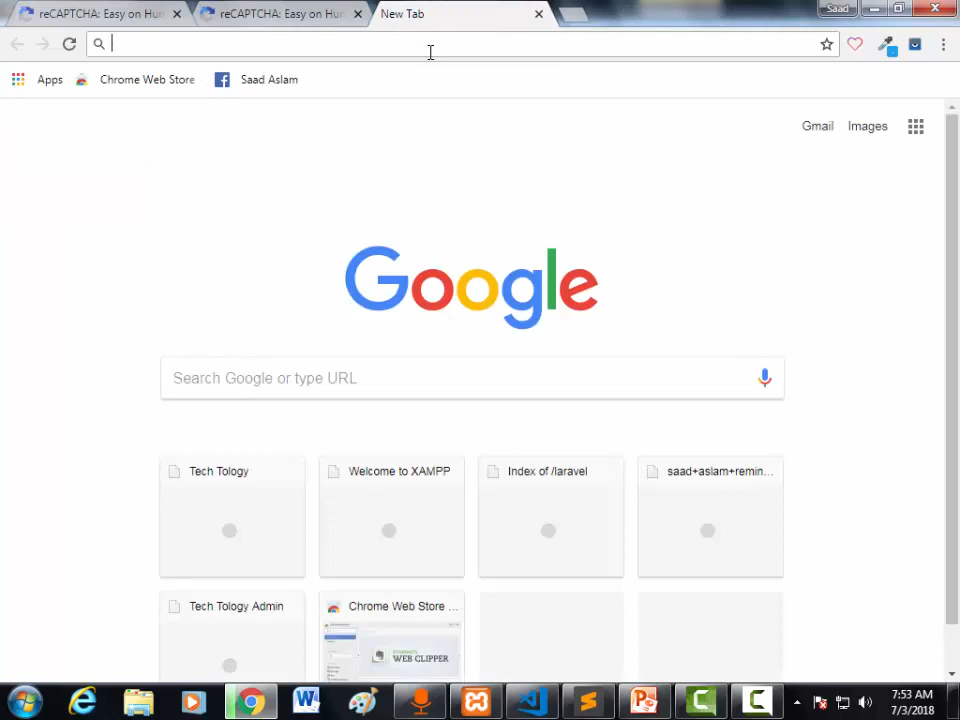 reCAPTCHA: Easy on Hum
reCAPTCHA: Easy on Hum
New Tab
Saad
Apps
Chrome Web Store
Saad Aslam
Gmail
Images
Google
Search Google or type URL
Tech Tology
Welcome to XAMPP
Index of /laravel
saad+aslam+remin...
Tech Tology Admin
Chrome Web Store ...
WEB CLIPPER
7:53 AM
7/3/2018